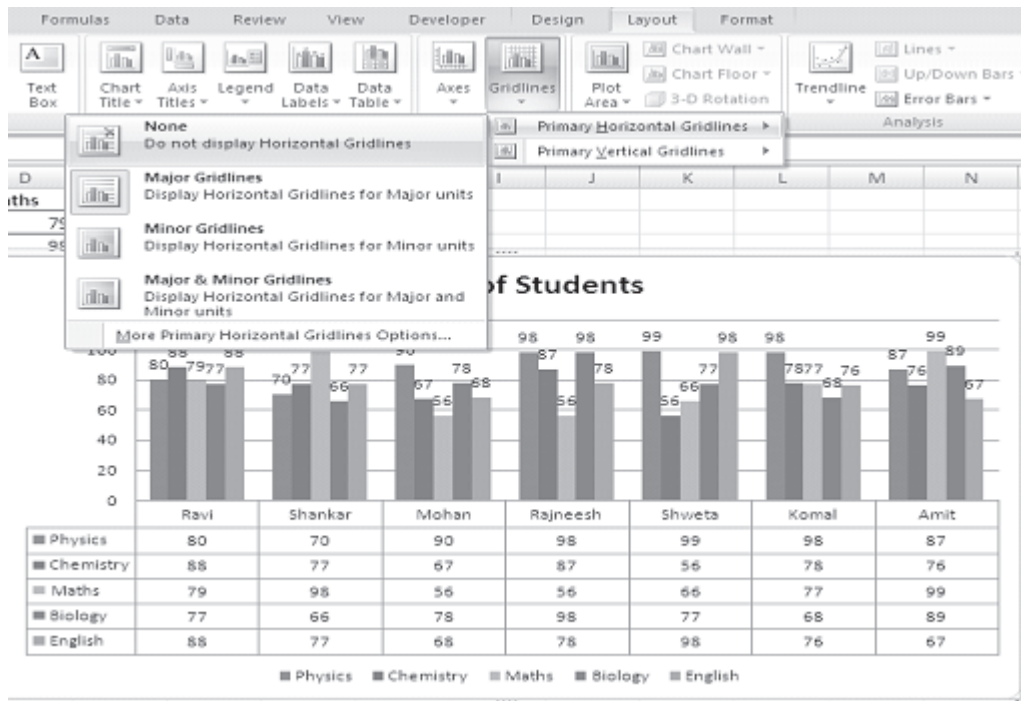 Formulas Data Review View Developer Design Layout Format
A
Text Box
Chart Title
Axis Titles
Legend
Data Labels
Data Table
Axes
Gridlines
Plot Area
Chart Wall
Chart Floor
3-D Rotation
Trendline
Lines
Up/Down Bars
Error Bars
Analysis
Primary Horizontal Gridlines
Primary Vertical Gridlines
None
Do not display Horizontal Gridlines
Major Gridlines
Display Horizontal Gridlines for Major units
Minor Gridlines
Display Horizontal Gridlines for Minor units
Major & Minor Gridlines
Display Horizontal Gridlines for Major and
Minor units
More Primary Horizontal Gridlines Options...
D I J K L M N
79
98
of Students
100
80
60
40
20
0
80 88 79 77 88
70 77 66 77
90 67 56 78 68
98 87 56 98 78
99 56 66 77 98
98 78 77 68 76
87 76 99 89 67
Ravi Shankar Mohan Rajneesh Shweta Komal Amit
Physics 80 70 90 98 99 98 87
Chemistry 88 77 67 87 56 78 76
Maths 79 98 56 56 66 77 99
Biology 77 66 78 98 77 68 89
English 88 77 68 78 98 76 67
Physics Chemistry Maths Biology English